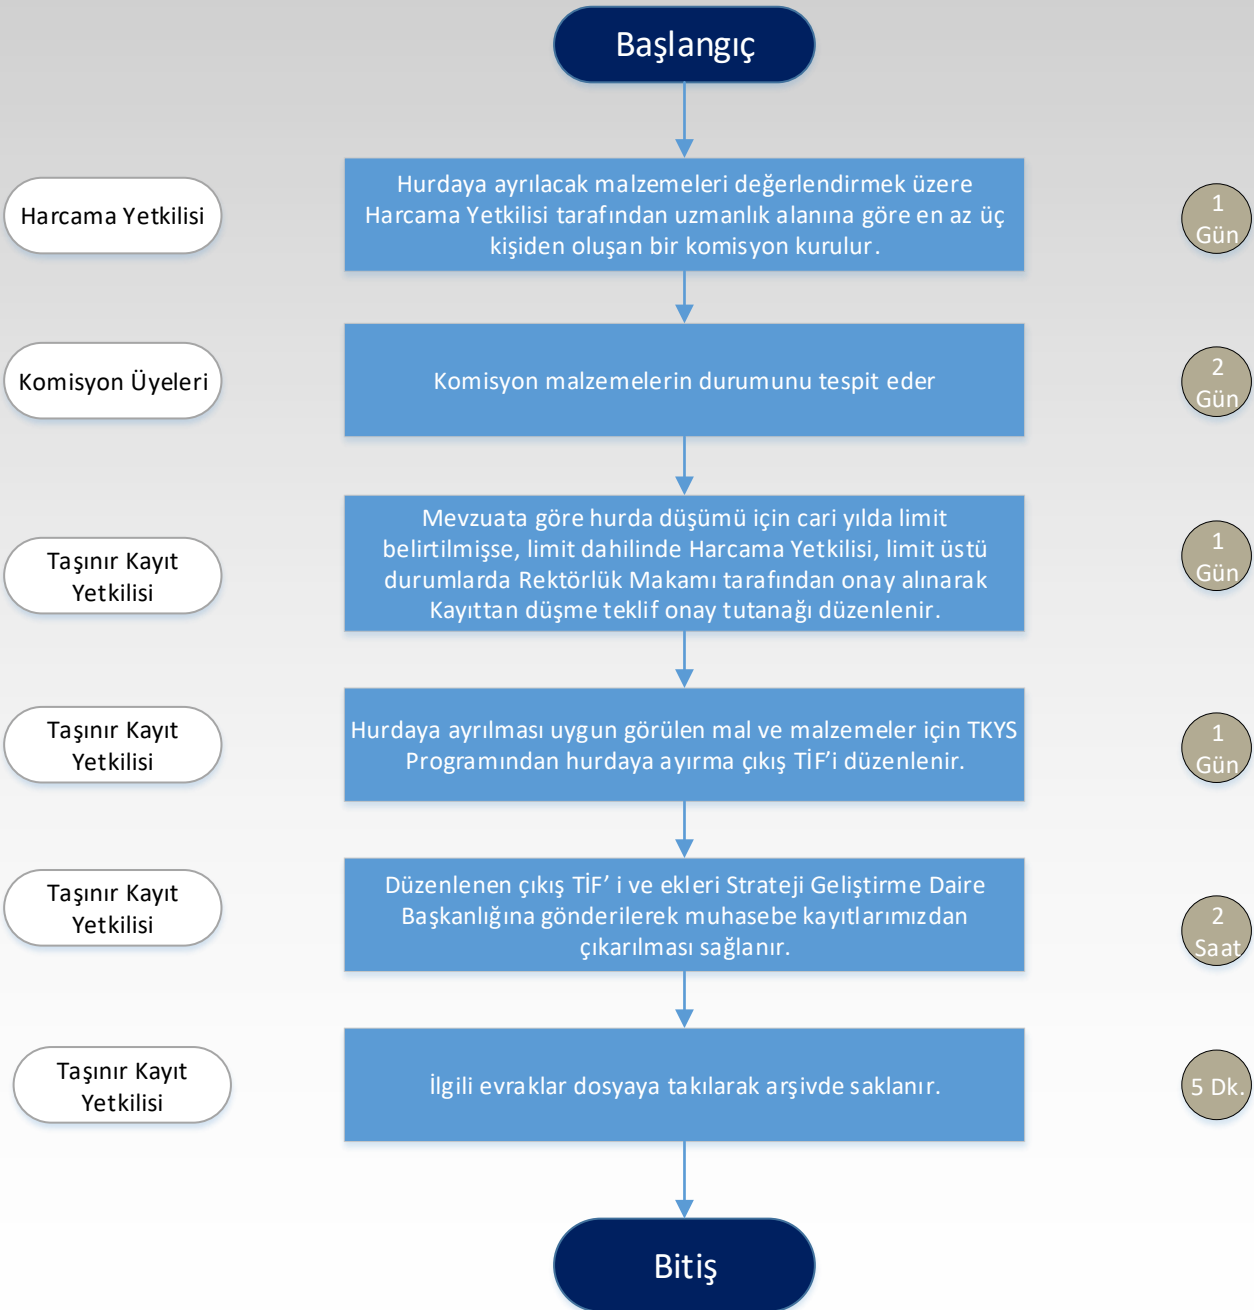 Başlangıç
Harcama Yetkilisi
Hurdaya ayrılacak malzemeleri değerlendirmek üzere
Harcama Yetkilisi tarafından uzmanlık alanına göre en az üç
kişiden oluşan bir komisyon kurulur.
1
Gün
Komisyon Üyeleri
Komisyon malzemelerin durumunu tespit eder
2
Gün
Taşınır Kayıt
Yetkilisi
Mevzuata göre hurda düşümü için cari yılda limit
belirtilmişse, limit dahilinde Harcama Yetkilisi, limit üstü
durumlarda Rektörlük Makamı tarafından onay alınarak
Kayıttan düşme teklif onay tutanağı düzenlenir.
1
Gün
Taşınır Kayıt
Yetkilisi
Hurdaya ayrılması uygun görülen mal ve malzemeler için TKYS
Programından hurdaya ayırma çıkış TİF’i düzenlenir.
1
Gün
Taşınır Kayıt
Yetkilisi
Düzenlenen çıkış TİF’ i ve ekleri Strateji Geliştirme Daire
Başkanlığına gönderilerek muhasebe kayıtlarımızdan
çıkarılması sağlanır.
2
Saat
Taşınır Kayıt
Yetkilisi
İlgili evraklar dosyaya takılarak arşivde saklanır.
5 Dk.
Bitiş